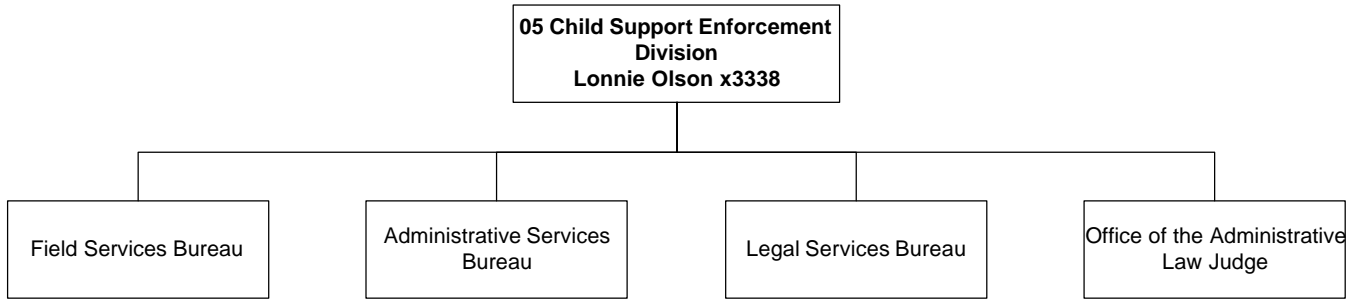 05 Child Support Enforcement
Division
Lonnie Olson x3338
Field Services Bureau
Administrative Services
Bureau
Legal Services Bureau
Office of the Administrative
Law Judge